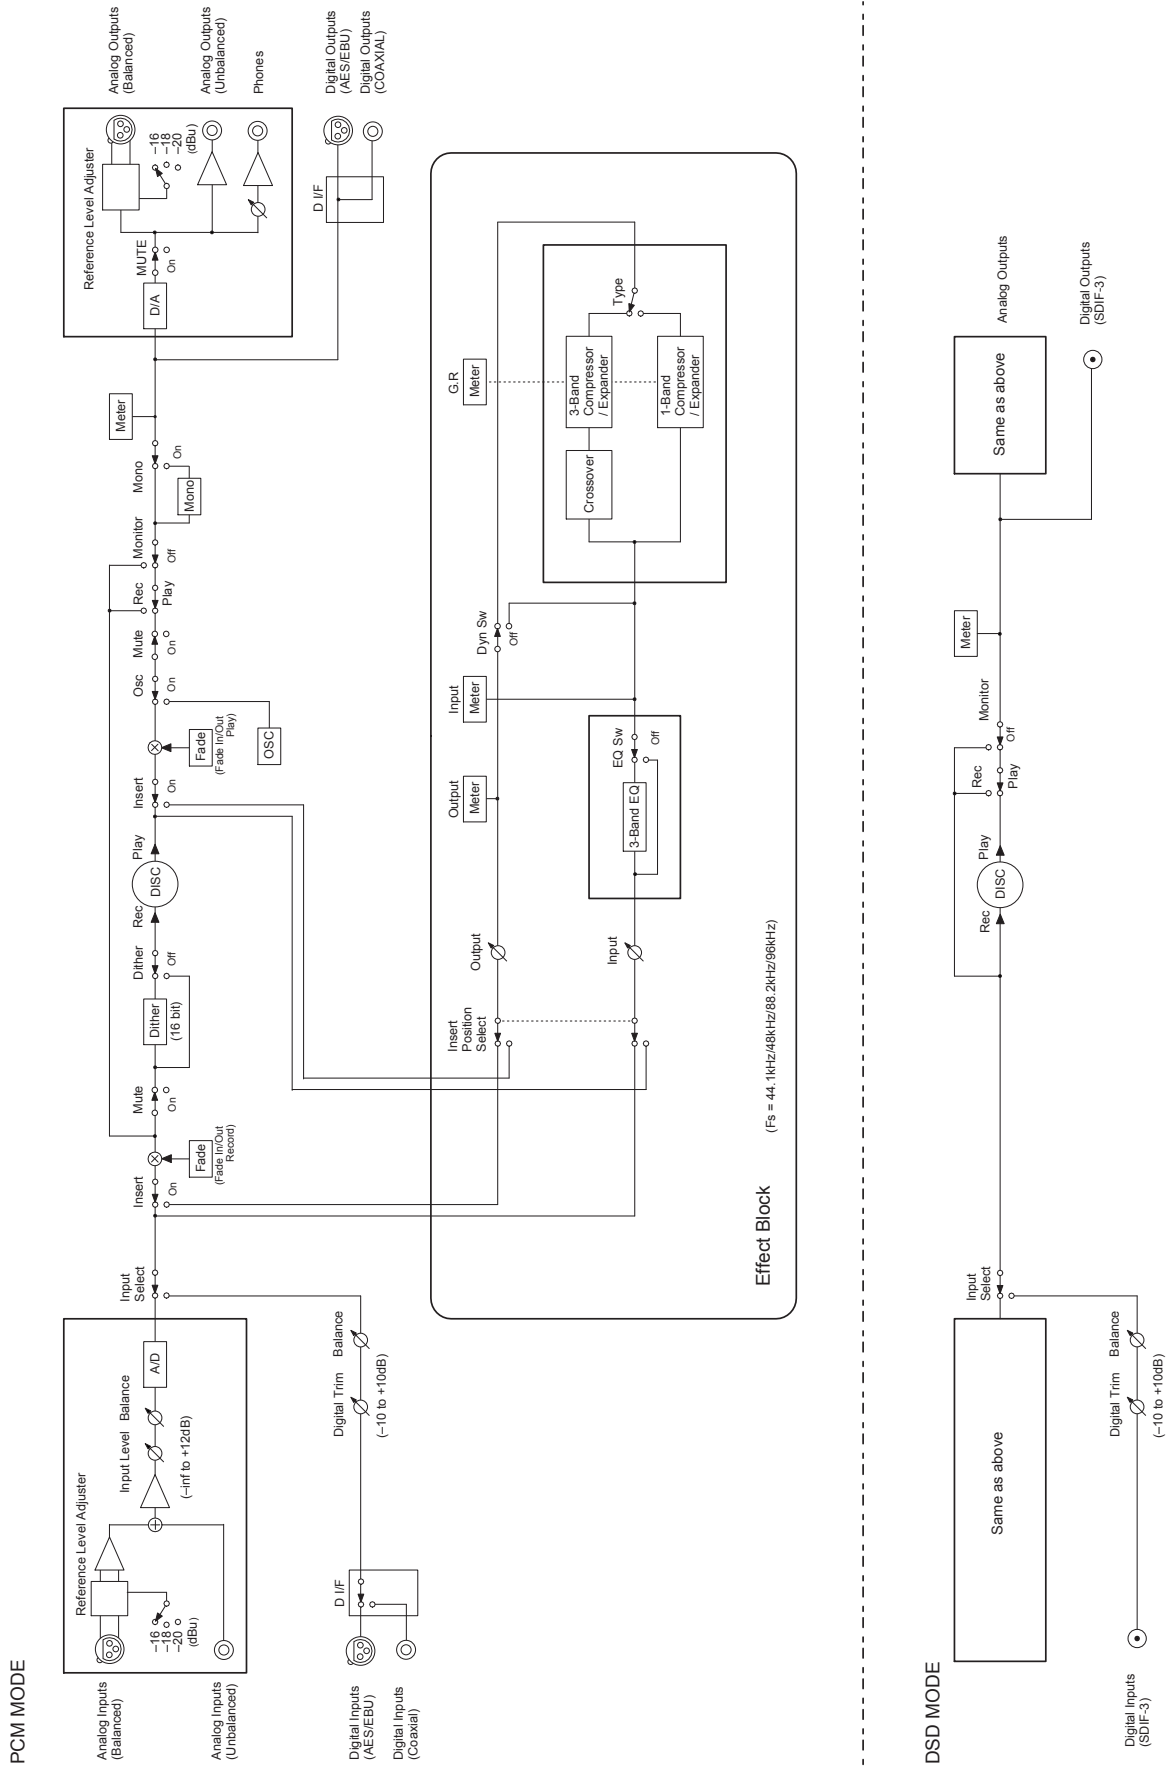 PCM MODE
Analog Inputs
(Balanced)
Analog Inputs
(Unbalanced)
Reference Level Adjuster
–16
–18
–20
(dBu)
Input Level
Balance
(–inf to +12dB)
A/D
Digital Inputs
(AES/EBU)
Digital Inputs
(Coaxial)
D I/F
Digital Trim
Balance
(–10 to +10dB)
Input
Select
Insert
On
Fade
(Fade In/Out
Record)
Mute
On
Dither
(16 bit)
Dither
Off
Rec
DISC
Play
Insert
On
Fade
(Fade In/Out
Play)
OSC
Osc
On
Mute
On
Rec
Play
Monitor
Off
Mono
Mono
On
Meter
D/A
MUTE
On
Reference Level Adjuster
–16
–18
–20
(dBu)
Analog Outputs
(Balanced)
Analog Outputs
(Unbalanced)
Phones
D I/F
Digital Outputs
(AES/EBU)
Digital Outputs
(COAXIAL)
Effect Block
(Fs = 44.1kHz/48kHz/88.2kHz/96kHz)
Insert
Position
Select
Output
Input
Output
Meter
Input
Meter
3-Band EQ
EQ Sw
Off
Dyn Sw
Off
G.R
Meter
Crossover
3-Band
Compressor
/ Expander
1-Band
Compressor
/ Expander
Type
DSD MODE
Digital Inputs
(SDIF-3)
Same as above
Digital Trim
Balance
(–10 to +10dB)
Input
Select
Rec
DISC
Play
Rec
Play
Monitor
Off
Meter
Same as above
Analog Outputs
Digital Outputs
(SDIF-3)